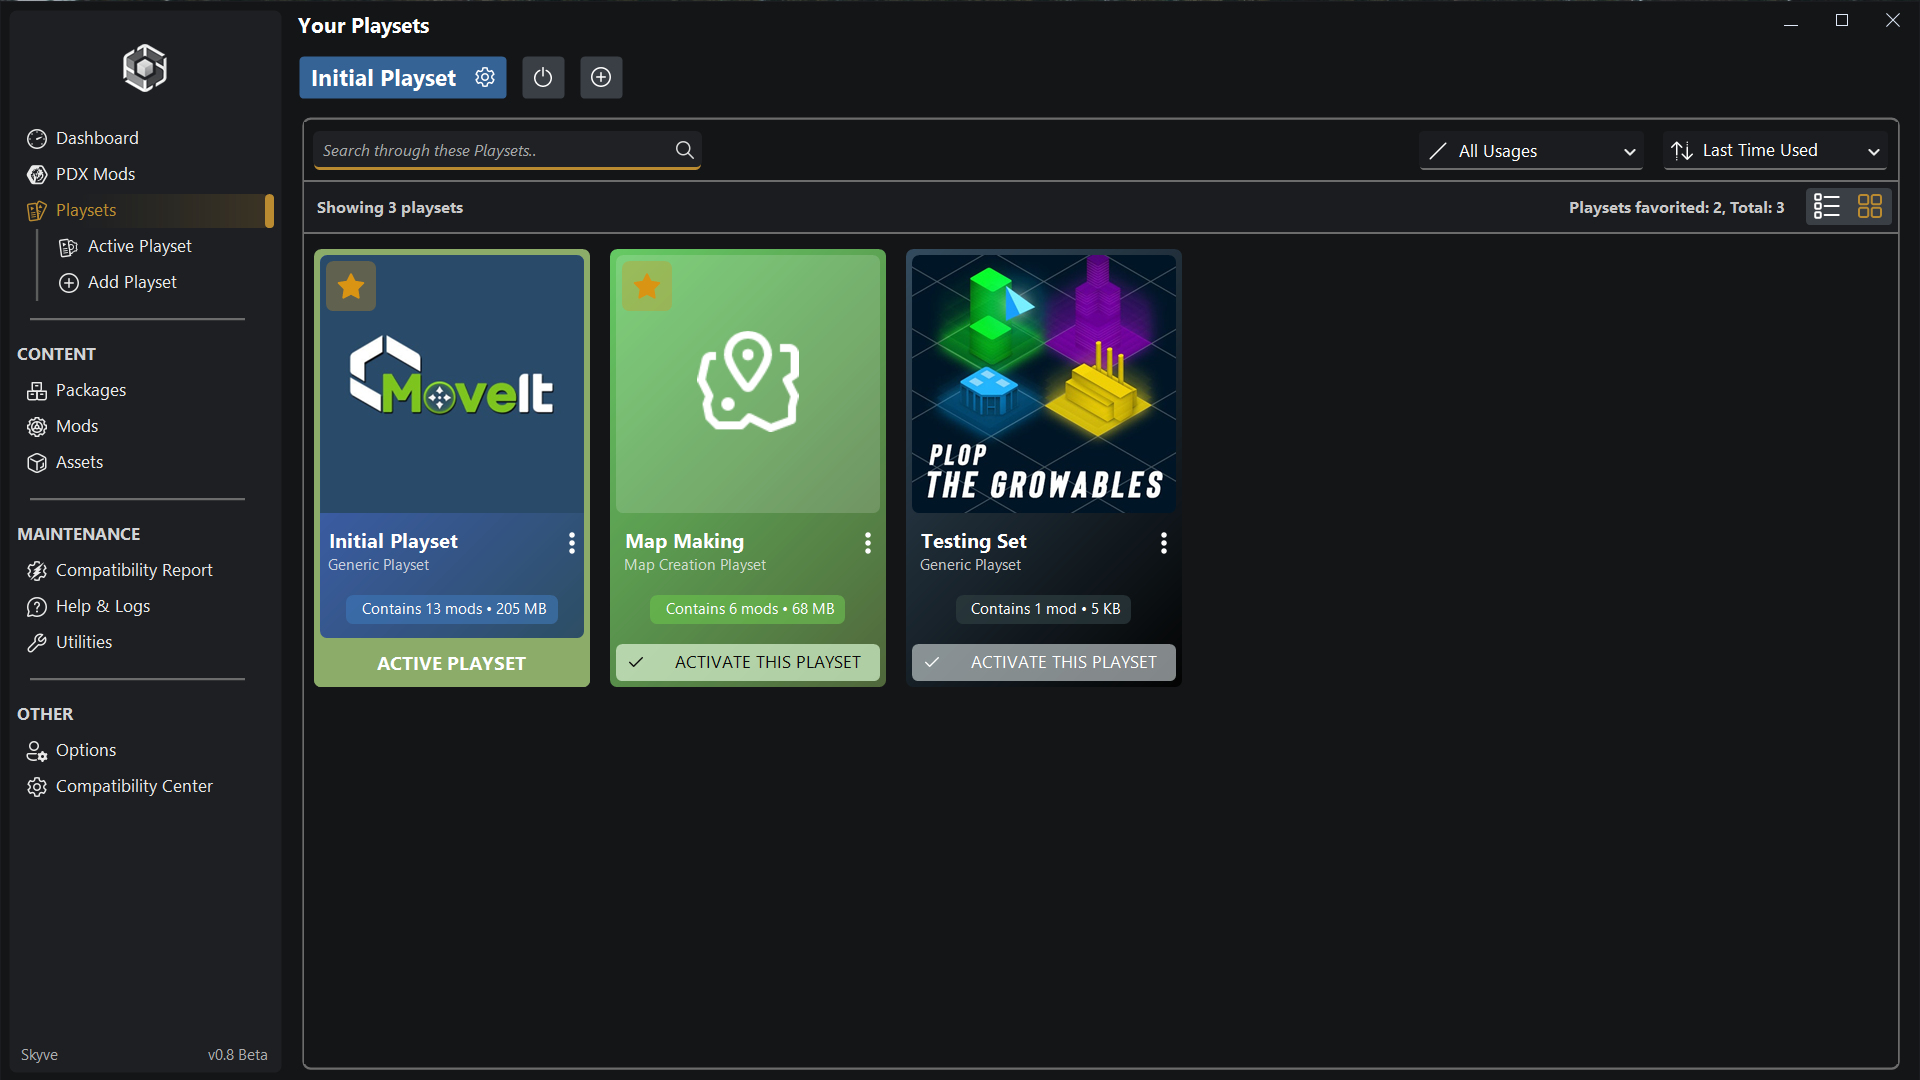 Your Playsets
Initial Playset
Dashboard
PDX Mods
Playsets
Active Playset
Add Playset
CONTENT
Packages
Mods
Assets
MAINTENANCE
Compatibility Report
Help & Logs
Utilities
OTHER
Options
Compatibility Center
Skyve
v0.8 Beta
Search through these Playsets..
All Usages
Last Time Used
Showing 3 playsets
Playsets favorited: 2, Total: 3
MoveIt
Initial Playset
Generic Playset
Contains 13 mods • 205 MB
ACTIVE PLAYSET
Map Making
Map Creation Playset
Contains 6 mods • 68 MB
ACTIVATE THIS PLAYSET
PLOP
THE GROWABLES
Testing Set
Generic Playset
Contains 1 mod • 5 KB
ACTIVATE THIS PLAYSET